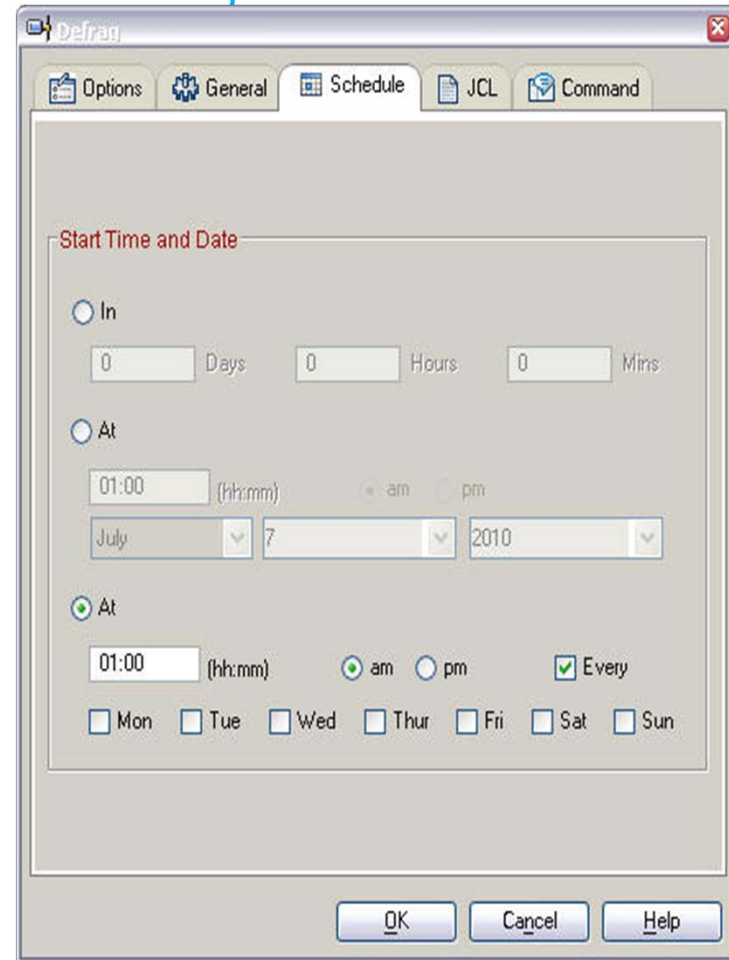 Defrag
Options General Schedule JCL Command
Start Time and Date
In
0 Days 0 Hours 0 Mins
At
01:00 (hh:mm) am pm
July 7 2010
At
01:00 (hh:mm) am pm Every
Mon Tue Wed Thur Fri Sat Sun
OK Cancel Help